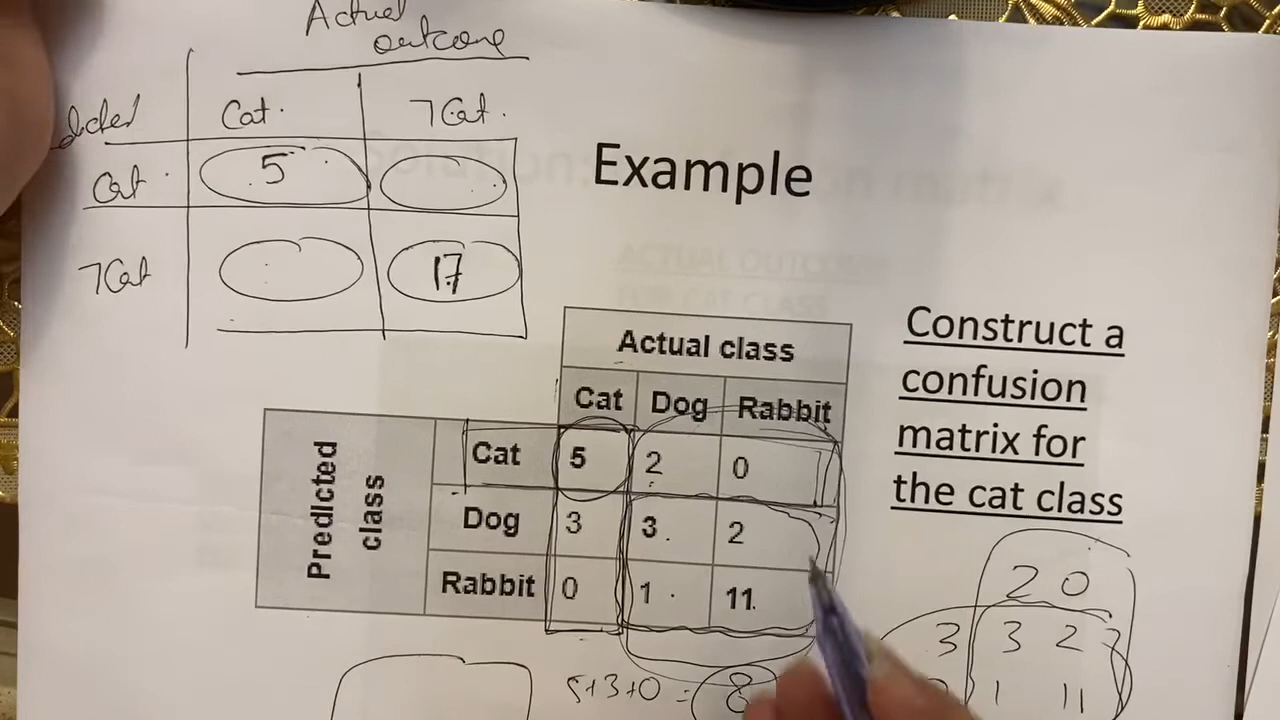 Actual
outcome
Cat. ¬Cat.
Cat 5
¬Cat 17
Example
Construct a
confusion
matrix for
the cat class
Actual class
Cat Dog Rabbit
Predicted
class
Cat 5 2 0
Dog 3 3. 2
Rabbit 0 1 11
2 0
3 3 2
1 11
5+3+0 = 8